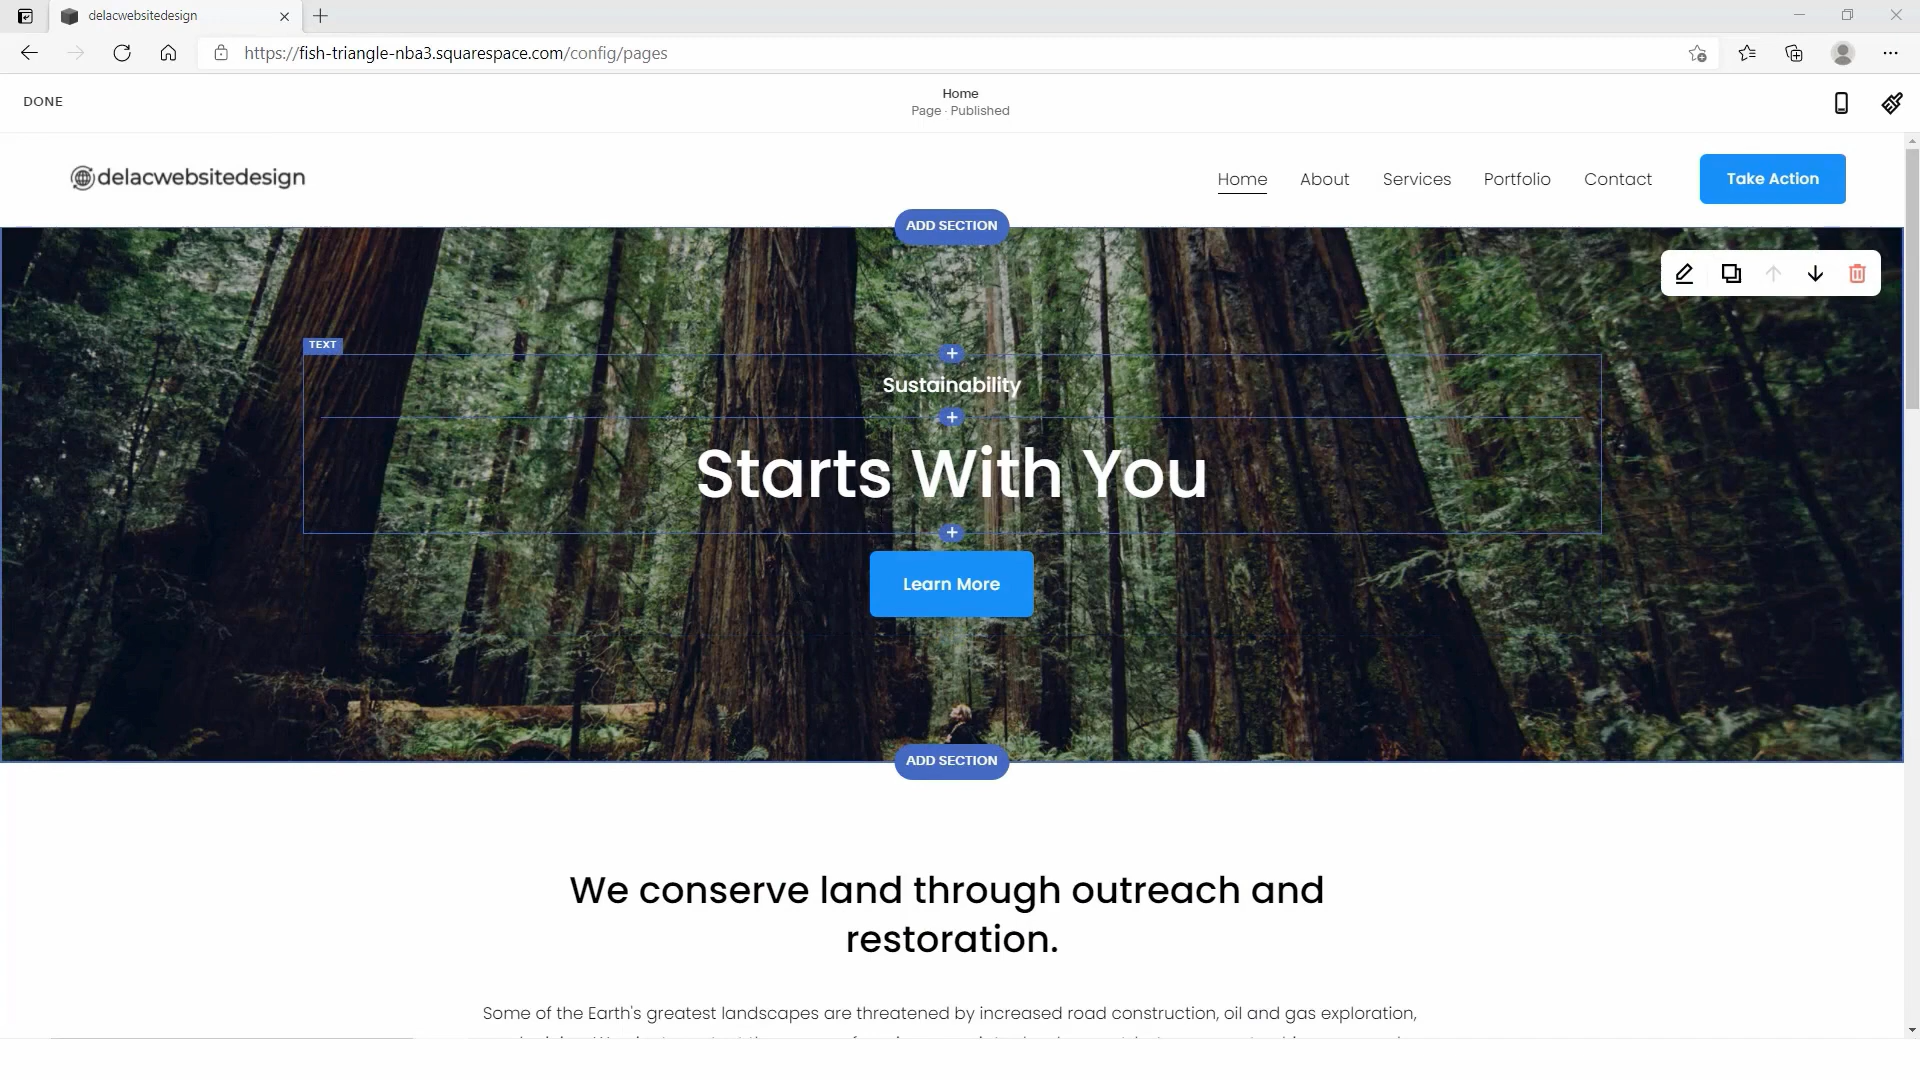 delacwebsitedesign
https://fish-triangle-nba3.squarespace.com/config/pages
DONE
Home
Page · Published
delacwebsitedesign
Home About Services Portfolio Contact Take Action
ADD SECTION
TEXT
Sustainability
Starts With You
Learn More
ADD SECTION
We conserve land through outreach and
restoration.
Some of the Earth's greatest landscapes are threatened by increased road construction, oil and gas exploration,